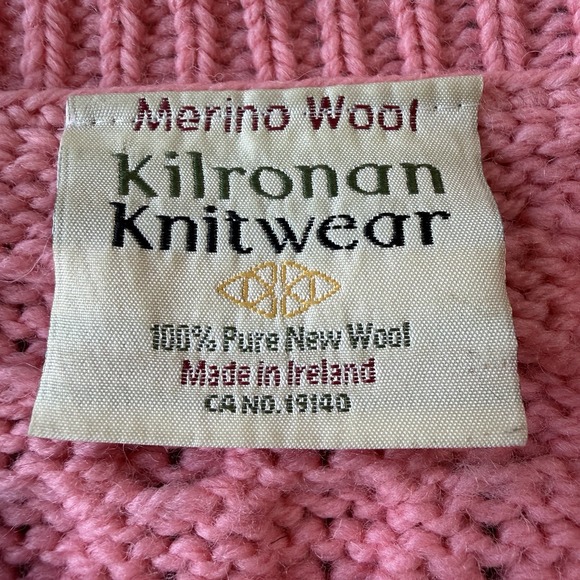 Merino Wool
Kilronan
Knitwear
100% Pure New Wool
Made in Ireland
CA NO. 19140